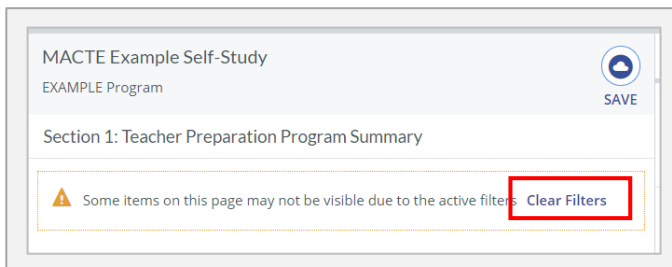 MACTE Example Self-Study
EXAMPLE Program
SAVE
Section 1: Teacher Preparation Program Summary
Some items on this page may not be visible due to the active filters Clear Filters